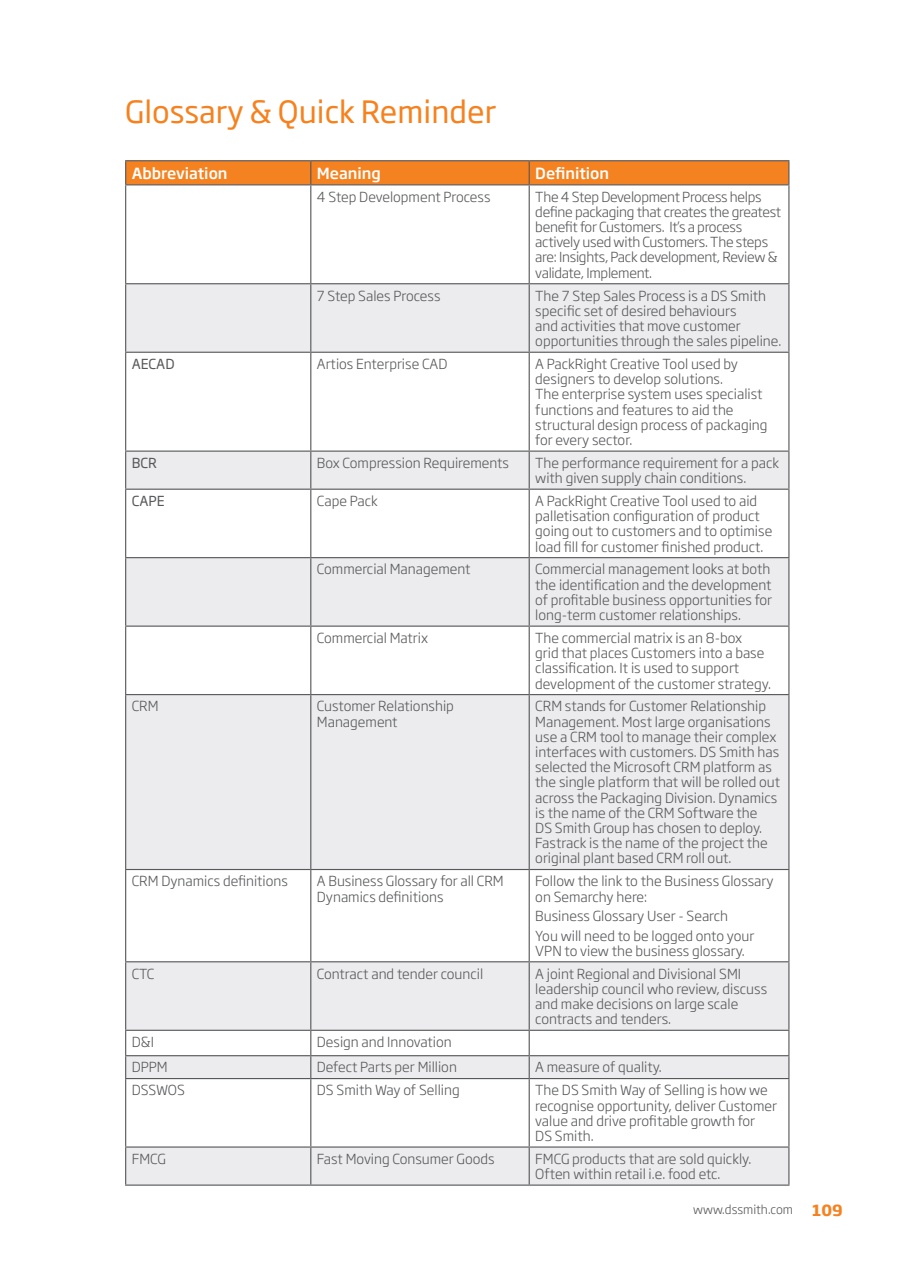 Glossary & Quick Reminder
Abbreviation Meaning Definition
4 Step Development Process The 4 Step Development Process helps
define packaging that creates the greatest
benefit for Customers. It's a process
actively used with Customers. The steps
are: Insights, Pack development, Review &
validate, Implement.
7 Step Sales Process The 7 Step Sales Process is a DS Smith
specific set of desired behaviours
and activities that move customer
opportunities through the sales pipeline.
AECAD Artios Enterprise CAD A PackRight Creative Tool used by
designers to develop solutions.
The enterprise system uses specialist
functions and features to aid the
structural design process of packaging
for every sector.
BCR Box Compression Requirements The performance requirement for a pack
with given supply chain conditions.
CAPE Cape Pack A PackRight Creative Tool used to aid
palletisation configuration of product
going out to customers and to optimise
load fill for customer finished product.
Commercial Management Commercial management looks at both
the identification and the development
of profitable business opportunities for
long-term customer relationships.
Commercial Matrix The commercial matrix is an 8-box
grid that places Customers into a base
classification. It is used to support
development of the customer strategy.
CRM Customer Relationship CRM stands for Customer Relationship
Management Management. Most large organisations
use a CRM tool to manage their complex
interfaces with customers. DS Smith has
selected the Microsoft CRM platform as
the single platform that will be rolled out
across the Packaging Division. Dynamics
is the name of the CRM Software the
DS Smith Group has chosen to deploy.
Fastrack is the name of the project the
original plant based CRM roll out.
CRM Dynamics definitions A Business Glossary for all CRM Follow the link to the Business Glossary
Dynamics definitions on Semarchy here:
Business Glossary User - Search
You will need to be logged onto your
VPN to view the business glossary.
CTC Contract and tender council A joint Regional and Divisional SMI
leadership council who review, discuss
and make decisions on large scale
contracts and tenders.
D&I Design and Innovation
DPPM Defect Parts per Million A measure of quality.
DSSWOS DS Smith Way of Selling The DS Smith Way of Selling is how we
recognise opportunity, deliver Customer
value and drive profitable growth for
DS Smith.
FMCG Fast Moving Consumer Goods FMCG products that are sold quickly.
Often within retail i.e. food etc.
www.dssmith.com 109